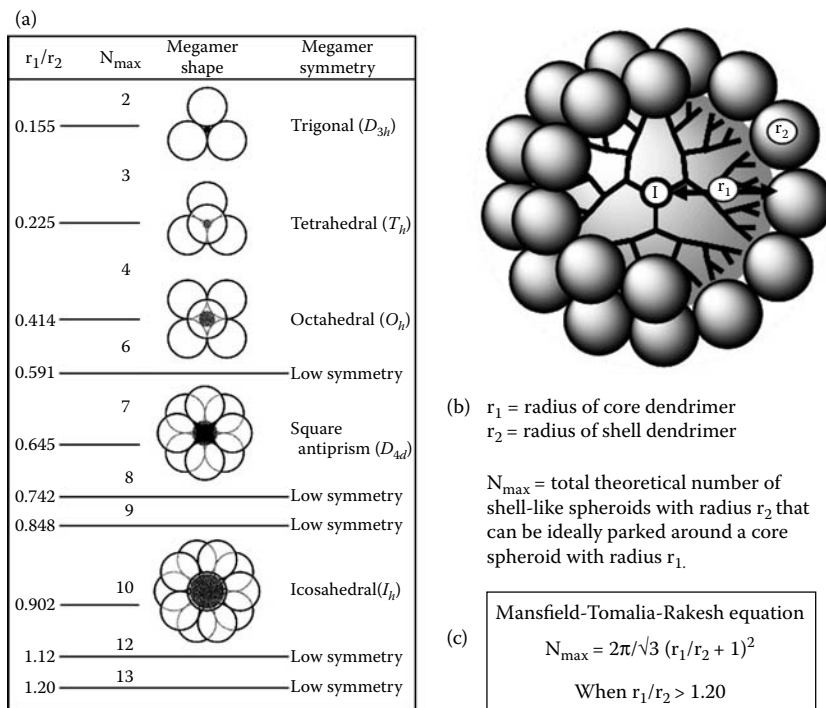 (a)
r₁/r₂ N_max Megamer shape Megamer symmetry
2
0.155 Trigonal (D₃ₕ)
3
0.225 Tetrahedral (Tₕ)
4
0.414 Octahedral (Oₕ)
6
0.591 Low symmetry
7
0.645 Square antiprism (D₄d)
8
0.742 Low symmetry
9
0.848 Low symmetry
10
0.902 Icosahedral(Iₕ)
12
1.12 Low symmetry
13
1.20 Low symmetry
r₂
I
r₁
(b) r₁ = radius of core dendrimer
r₂ = radius of shell dendrimer
N_max = total theoretical number of
shell-like spheroids with radius r₂ that
can be ideally parked around a core
spheroid with radius r₁.
(c)
Mansfield-Tomalia-Rakesh equation
N_max = 2π/√3 (r₁/r₂ + 1)²
When r₁/r₂ > 1.20